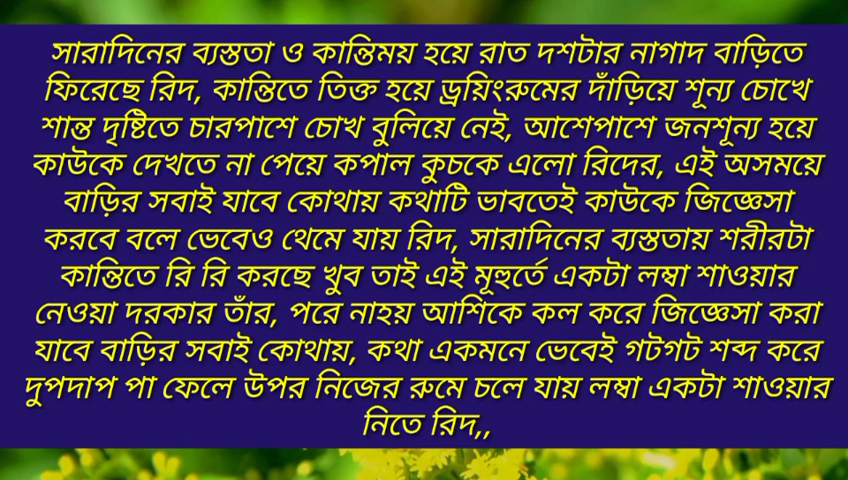 সারাদিনের ব্যস্ততা ও কান্তিময় হয়ে রাত দশটার নাগাদ বাড়িতে
ফিরেছে রিদ, কান্তিতে তিক্ত হয়ে ড্রয়িংরুমের দাঁড়িয়ে শূন্য চোখে
শান্ত দৃষ্টিতে চারপাশে চোখ বুলিয়ে নেই, আশেপাশে জনশূন্য হয়ে
কাউকে দেখতে না পেয়ে কপাল কুচকে এলো রিদের, এই অসময়ে
বাড়ির সবাই যাবে কোথায় কথাটি ভাবতেই কাউকে জিজ্ঞেসা
করবে বলে ভেবেও থেমে যায় রিদ, সারাদিনের ব্যস্ততায় শরীরটা
কান্তিতে রি রি করছে খুব তাই এই মূহুর্তে একটা লম্বা শাওয়ার
নেওয়া দরকার তাঁর, পরে নাহয় আশিকে কল করে জিজ্ঞেসা করা
যাবে বাড়ির সবাই কোথায়, কথা একমনে ভেবেই গটগট শব্দ করে
দুপদাপ পা ফেলে উপর নিজের রুমে চলে যায় লম্বা একটা শাওয়ার
নিতে রিদ,,